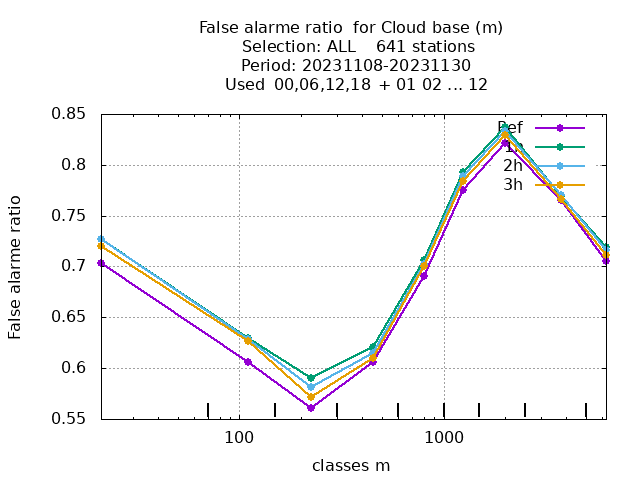 False alarme ratio  for Cloud base (m)
Selection: ALL    641 stations
Period: 20231108-20231130
Used  00,06,12,18  + 01 02 ... 12
0.85
0.8
0.75
0.7
0.65
0.6
0.55
False alarme ratio
Ref
2h
3h
100
1000
classes m